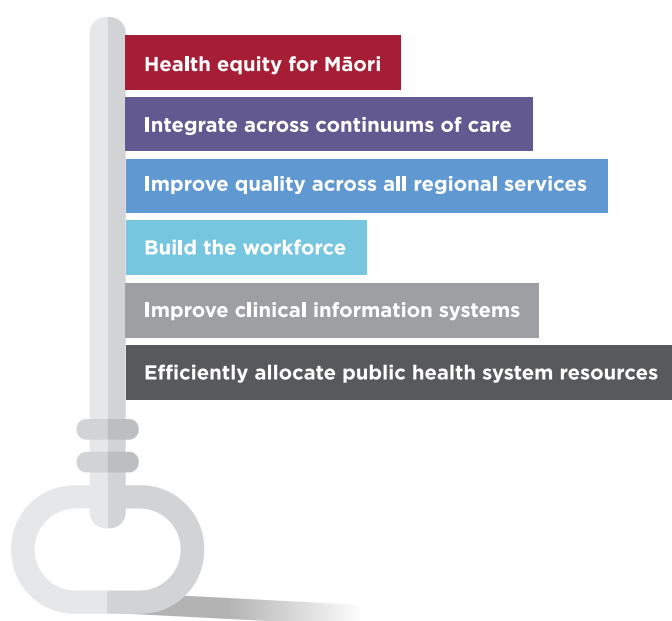 Health equity for Māori
Integrate across continuums of care
Improve quality across all regional services
Build the workforce
Improve clinical information systems
Efficiently allocate public health system resources